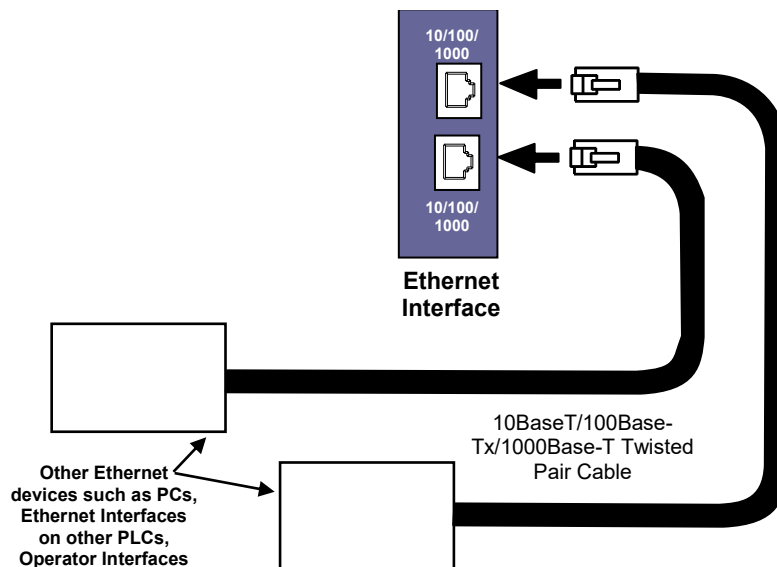 10/100/
1000
10/100/
1000
Ethernet
Interface
10BaseT/100Base-
Tx/1000Base-T Twisted
Pair Cable
Other Ethernet
devices such as PCs,
Ethernet Interfaces
on other PLCs,
Operator Interfaces